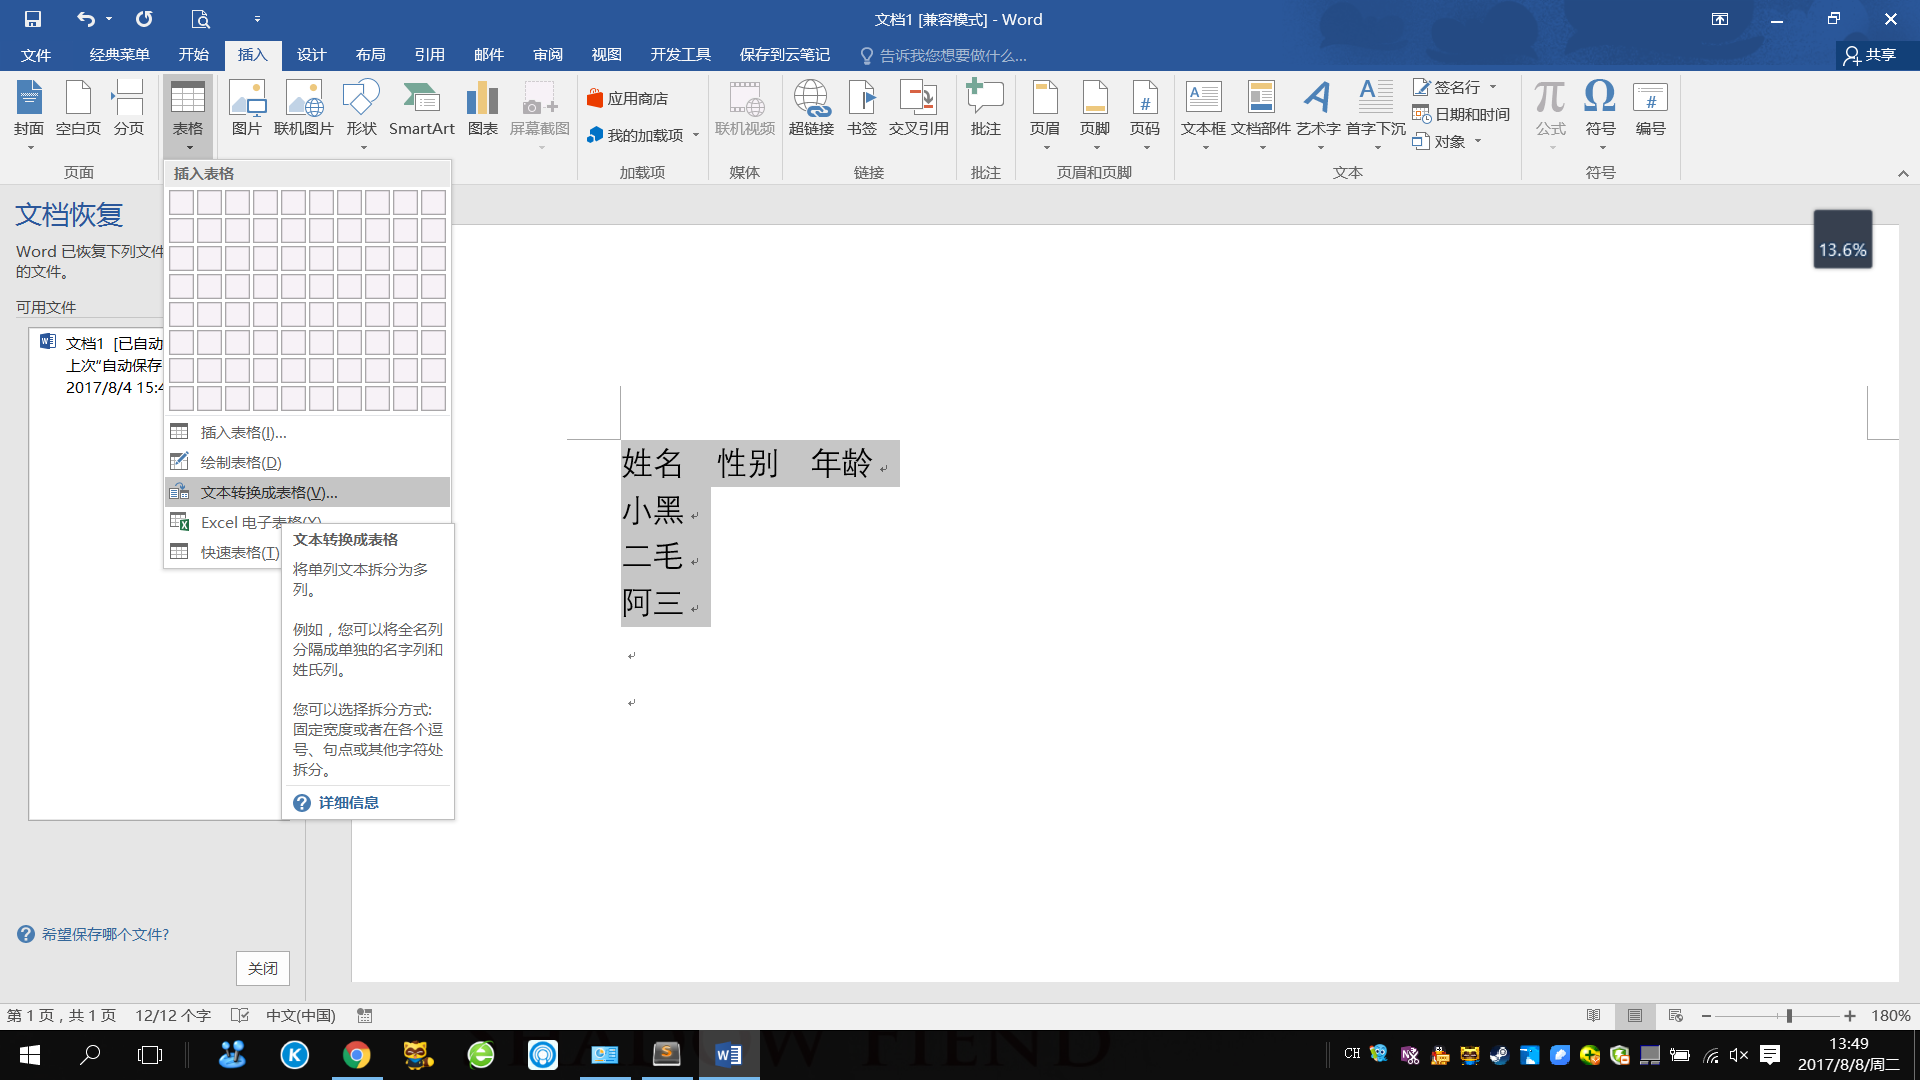 文档1 [兼容模式] - Word
文件 经典菜单 开始 插入 设计 布局 引用 邮件 审阅 视图 开发工具 保存到云笔记 告诉我您想要做什么... 共享
封面 空白页 分页 表格 图片 联机图片 形状 SmartArt 图表 屏幕截图 应用商店 我的加载项 联机视频 超链接 书签 交叉引用 批注 页眉 页脚 页码 文本框 文档部件 艺术字 首字下沉 签名行 日期和时间 对象 公式 符号 编号
页面 加载项 媒体 链接 批注 页眉和页脚 文本 符号
插入表格
文档恢复
Word 已恢复下列文件
的文件。
可用文件
文档1 [已自动
上次“自动保存
2017/8/4 15:4
插入表格(I)...
绘制表格(D)
文本转换成表格(V)...
Excel 电子表格(X)
快速表格(T)
文本转换成表格
将单列文本拆分为多
列。
例如，您可以将全名列
分隔成单独的名字列和
姓氏列。
您可以选择拆分方式:
固定宽度或者在各个逗
号、句点或其他字符处
拆分。
详细信息
13.6%
姓名 性别 年龄
小黑
二毛
阿三
希望保存哪个文件?
关闭
第 1 页，共 1 页 12/12 个字 中文(中国) 180%
CH 13:49
2017/8/8/周二